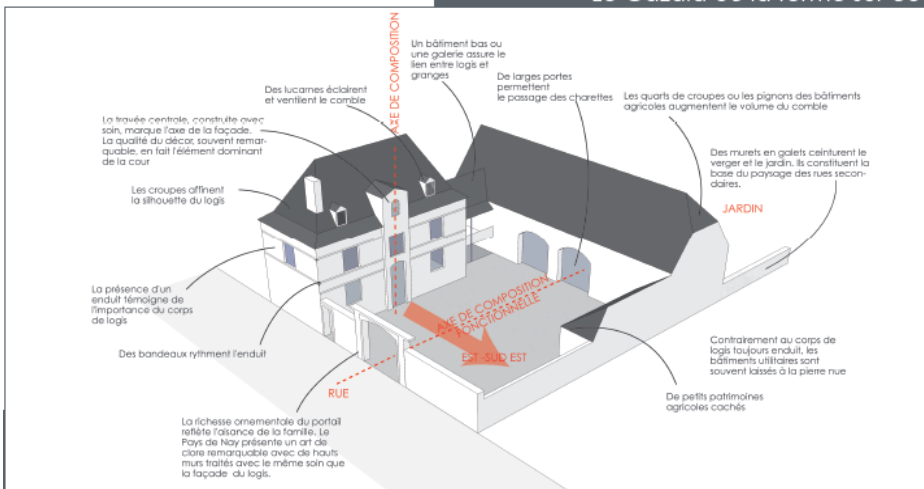 AXE DE COMPOSITION
Un bâtiment bas ou
une galerie assure le
lien entre logis et
granges
De larges portes
permettent
le passage des charettes
Des lucarnes éclairent
et ventilent le comble
Les quarts de croupes ou les pignons des bâtiments
agricoles augmentent le volume du comble
La travée centrale, construite avec
soin, marque l'axe de la façade.
La qualité du décor, souvent remar-
quable, en fait l'élément dominant
de la cour
Des murets en galets ceinturent le
verger et le jardin. Ils constituent la
base du paysage des rues secon-
daires.
Les croupes affinent
la silhouette du logis
JARDIN
La présence d'un
enduit témoigne de
l'importance du corps
de logis
AXE DE COMPOSITION
FONCTIONNELLE
Des bandeaux rythment l'enduit
EST -SUD EST
Contrairement au corps de
logis toujours enduit, les
bâtiments utilitaires sont
souvent laissés à la pierre nue
RUE
De petits patrimoines
agricoles cachés
La richesse ornementale du portail
reflète l'aisance de la famille. Le
Pays de Nay présente un art de
clore remarquable avec de hauts
murs traités avec le même soin que
la façade du logis.